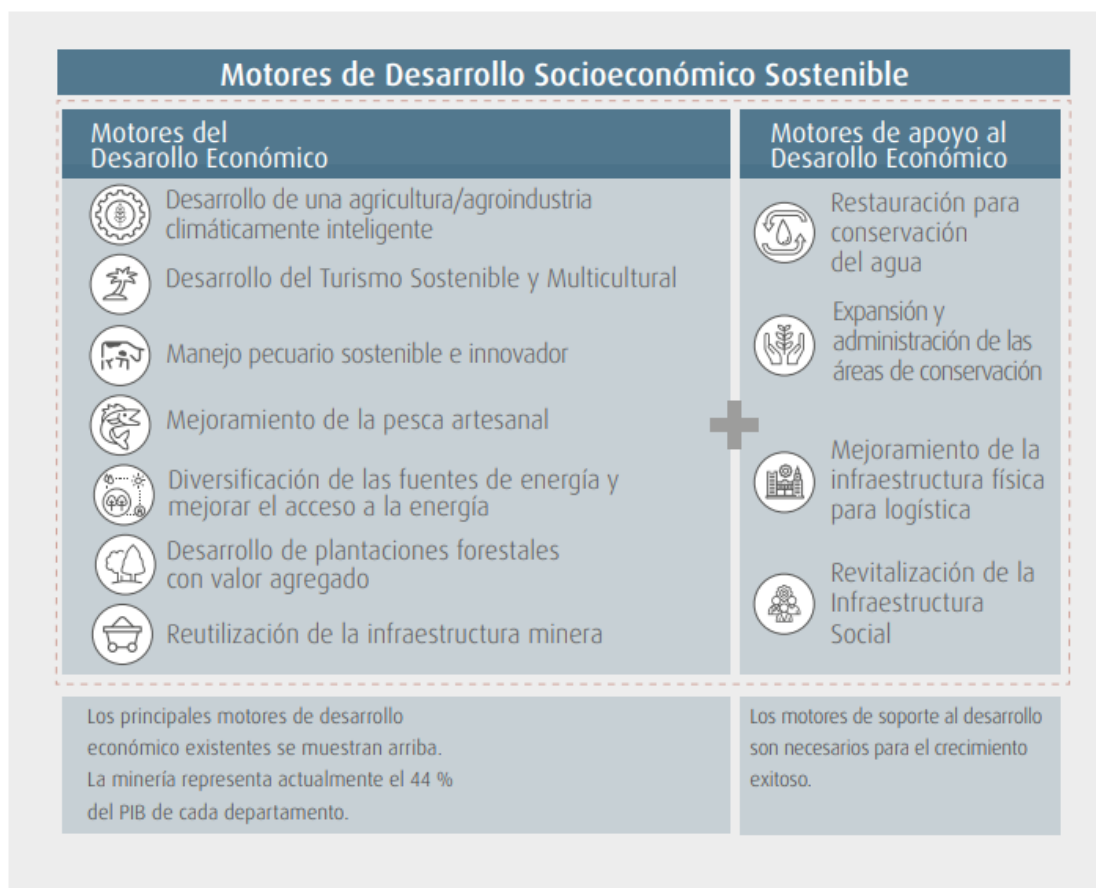 Motores de Desarrollo Socioeconómico Sostenible
Motores del
Desarollo Económico
Desarrollo de una agricultura/agroindustria
climáticamente inteligente
Desarrollo del Turismo Sostenible y Multicultural
Manejo pecuario sostenible e innovador
Mejoramiento de la pesca artesanal
Diversificación de las fuentes de energía y
mejorar el acceso a la energía
Desarrollo de plantaciones forestales
con valor agregado
Reutilización de la infraestructura minera
Motores de apoyo al
Desarollo Económico
Restauración para
conservación
del agua
Expansión y
administración de las
áreas de conservación
Mejoramiento de la
infraestructura física
para logística
Revitalización de la
Infraestructura
Social
Los principales motores de desarrollo
económico existentes se muestran arriba.
La minería representa actualmente el 44 %
del PIB de cada departamento.
Los motores de soporte al desarrollo
son necesarios para el crecimiento
exitoso.